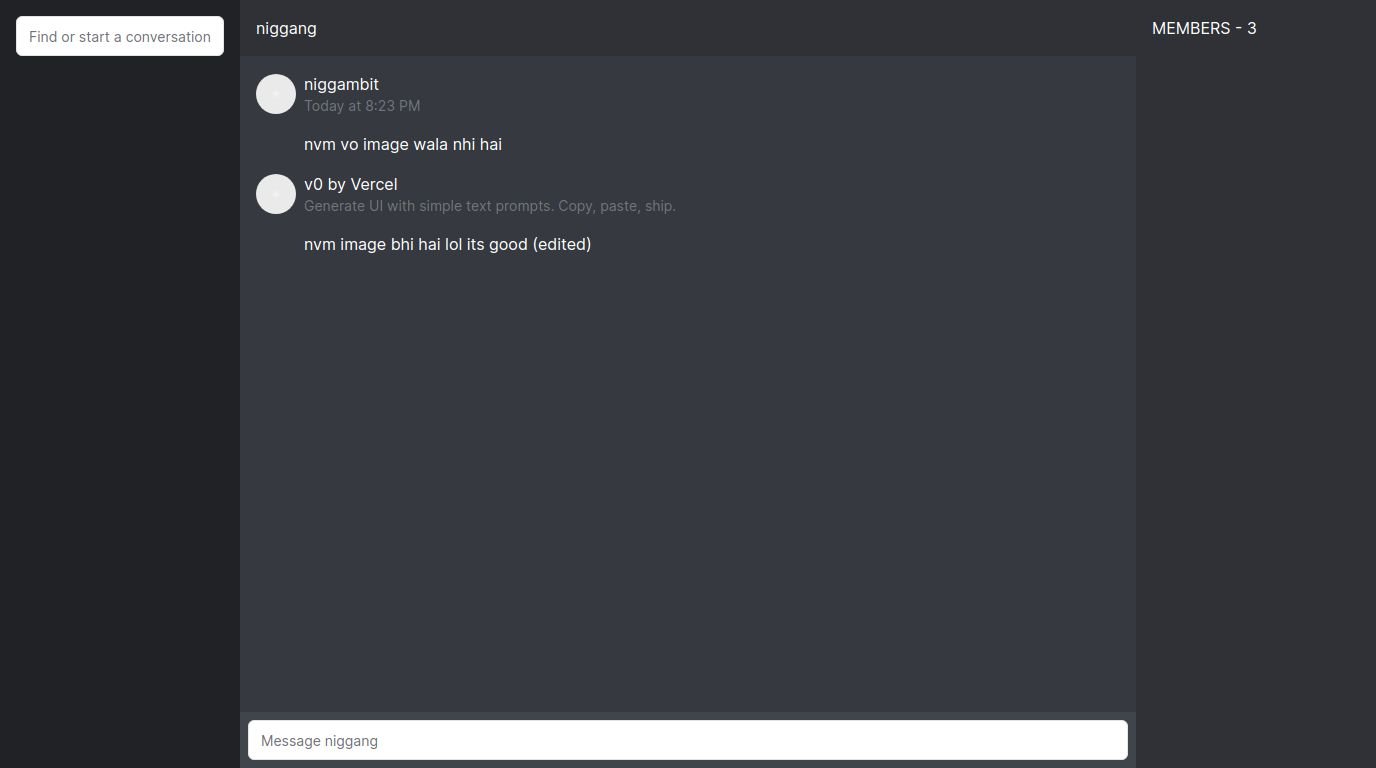 Find or start a conversation
niggang
MEMBERS - 3
niggambit
Today at 8:23 PM
nvm vo image wala nhi hai
v0 by Vercel
Generate UI with simple text prompts. Copy, paste, ship.
nvm image bhi hai lol its good (edited)
Message niggang